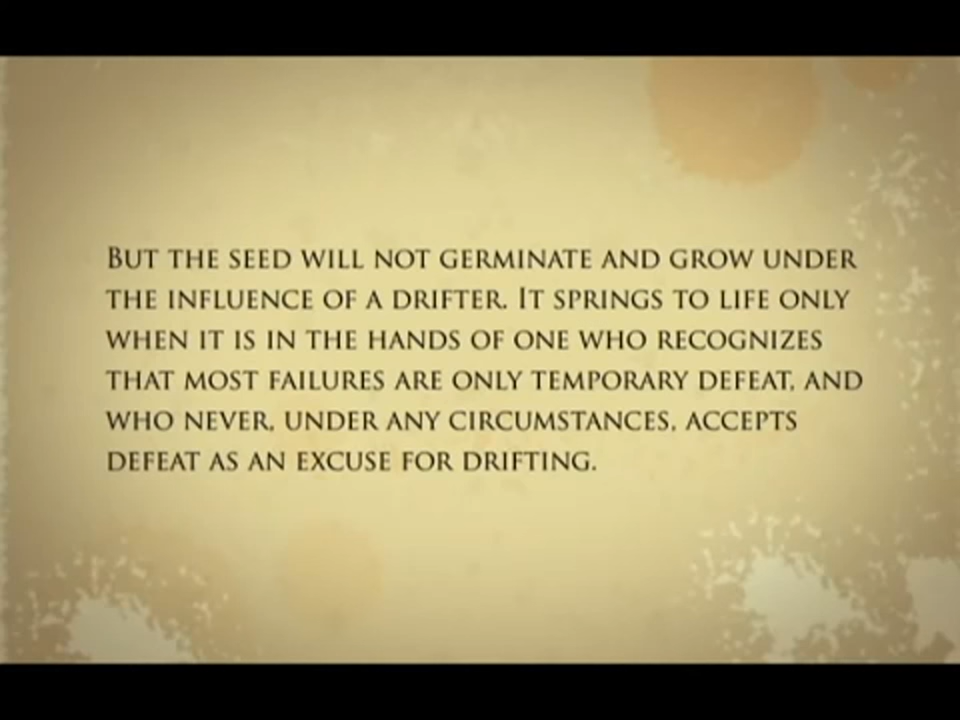 But the seed will not germinate and grow under
the influence of a drifter. It springs to life only
when it is in the hands of one who recognizes
that most failures are only temporary defeat, and
who never, under any circumstances, accepts
defeat as an excuse for drifting.